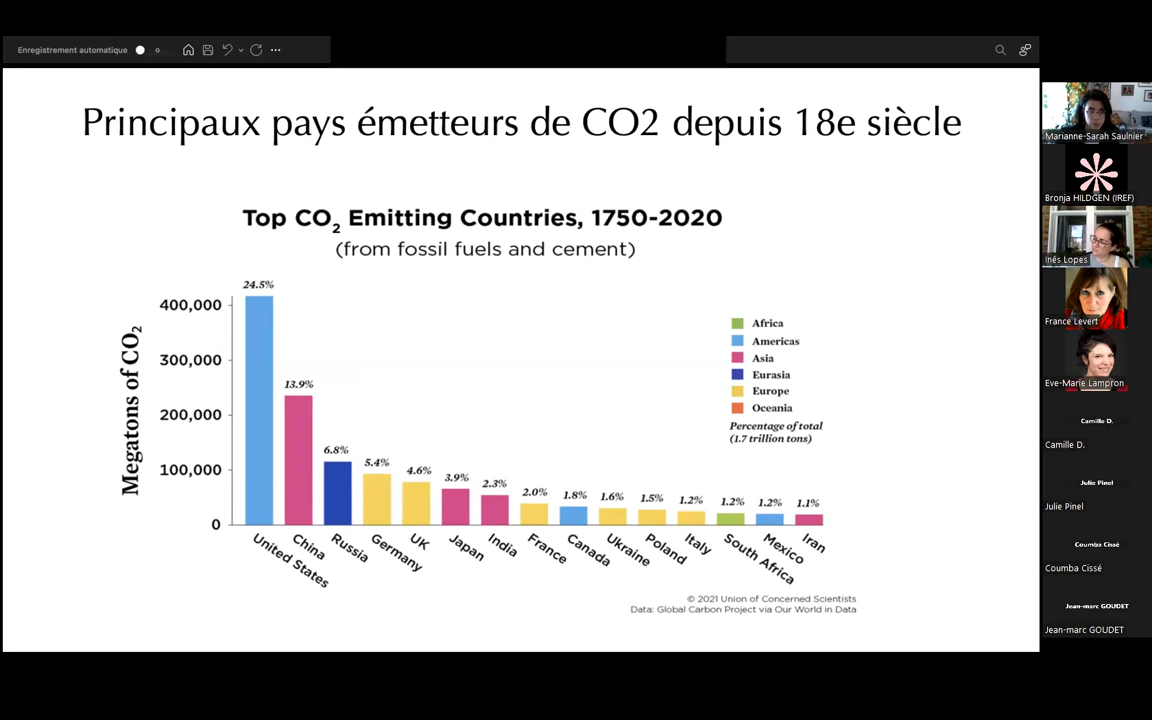 Enregistrement automatique
Principaux pays émetteurs de CO2 depuis 18e siècle
Top CO2 Emitting Countries, 1750-2020
(from fossil fuels and cement)
Megatons of CO2
400,000
300,000
200,000
100,000
0
24.5%
13.9%
6.8%
5.4%
4.6%
3.9%
2.3%
2.0%
1.8%
1.6%
1.5%
1.2%
1.2%
1.2%
1.1%
United States
China
Russia
Germany
UK
Japan
India
France
Canada
Ukraine
Poland
Italy
South Africa
Mexico
Iran
Africa
Americas
Asia
Eurasia
Europe
Oceania
Percentage of total
(1.7 trillion tons)
© 2021 Union of Concerned Scientists
Data: Global Carbon Project via Our World in Data
Marianne-Sarah Saulnier
Bronja HILDGEN (IREF)
Inés Lopes
France Levert
Eve-Marie Lampron
Camille D.
Camille D.
Julie Pinel
Julie Pinel
Coumba Cissé
Coumba Cissé
Jean-marc GOUDET
Jean-marc GOUDET